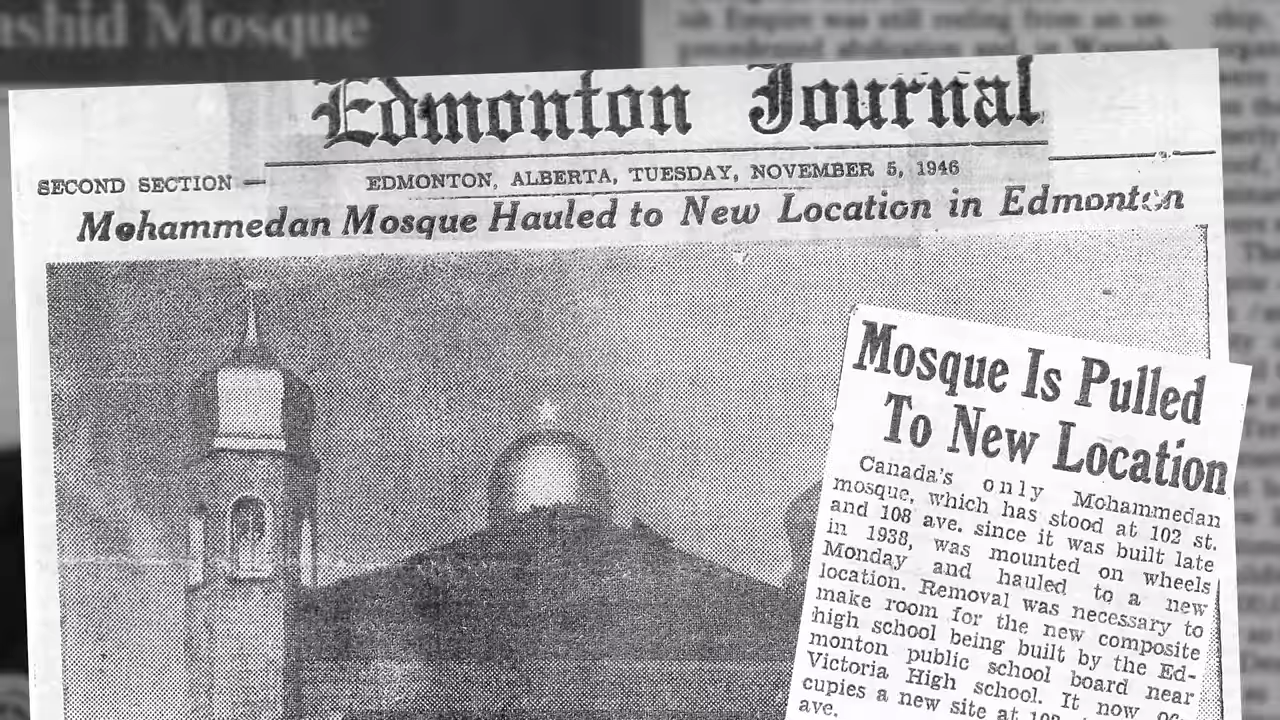 ashid Mosque
Edmonton Journal
SECOND SECTION —
EDMONTON, ALBERTA, TUESDAY, NOVEMBER 5, 1946
Mohammedan Mosque Hauled to New Location in Edmonton
Mosque Is Pulled
To New Location
Canada's only Mohammedan
mosque, which has stood at 102 st.
and 108 ave. since it was built late
in 1938, was mounted on wheels
Monday and hauled to a new
location. Removal was necessary to
make room for the new composite
high school being built by the Ed-
monton public school board near
Victoria High school. It now oc-
cupies a new site at
ave.